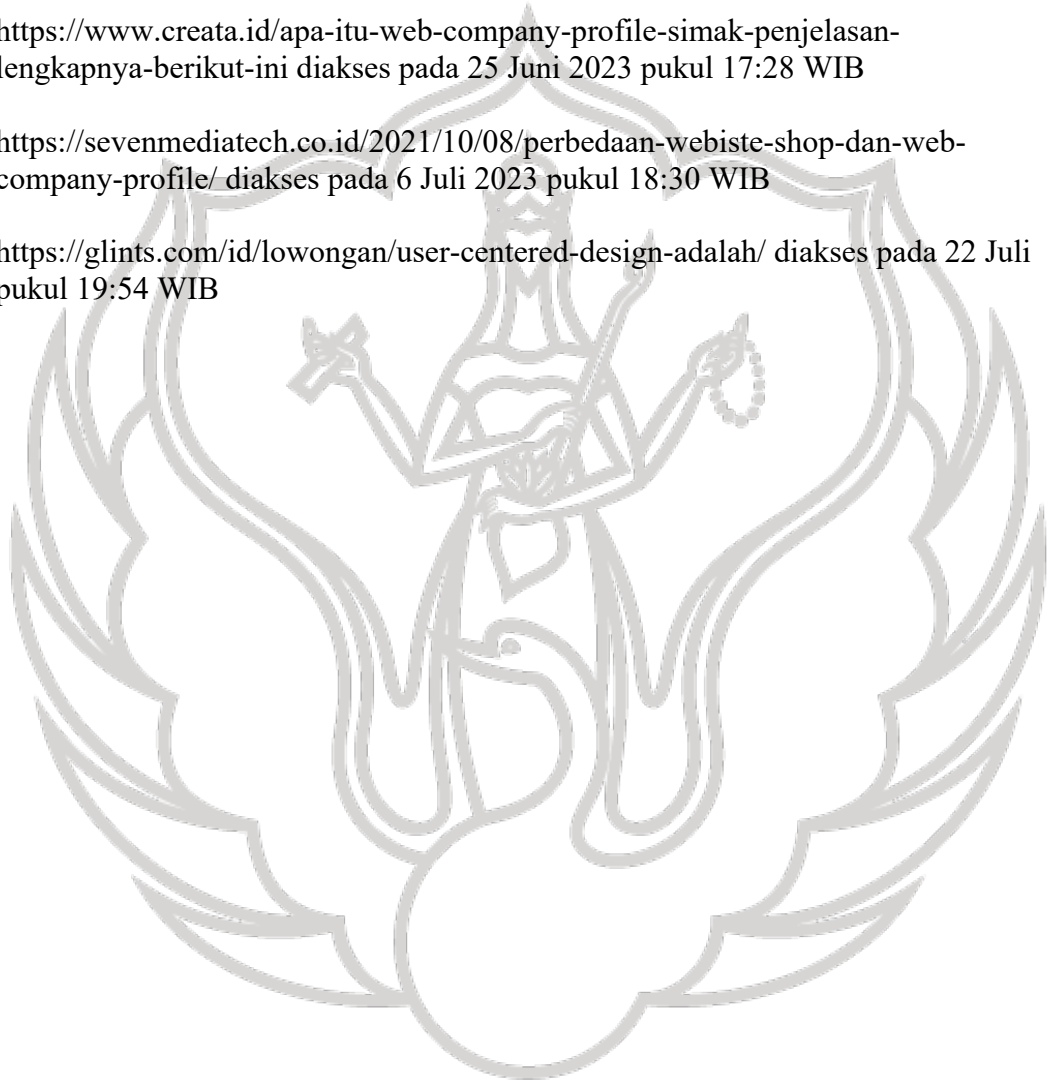 https://www.creata.id/apa-itu-web-company-profile-simak-penjelasan-
lengkapnya-berikut-ini diakses pada 25 Juni 2023 pukul 17:28 WIB
https://sevenmediatech.co.id/2021/10/08/perbedaan-webiste-shop-dan-web-
company-profile/ diakses pada 6 Juli 2023 pukul 18:30 WIB
https://glints.com/id/lowongan/user-centered-design-adalah/ diakses pada 22 Juli
pukul 19:54 WIB